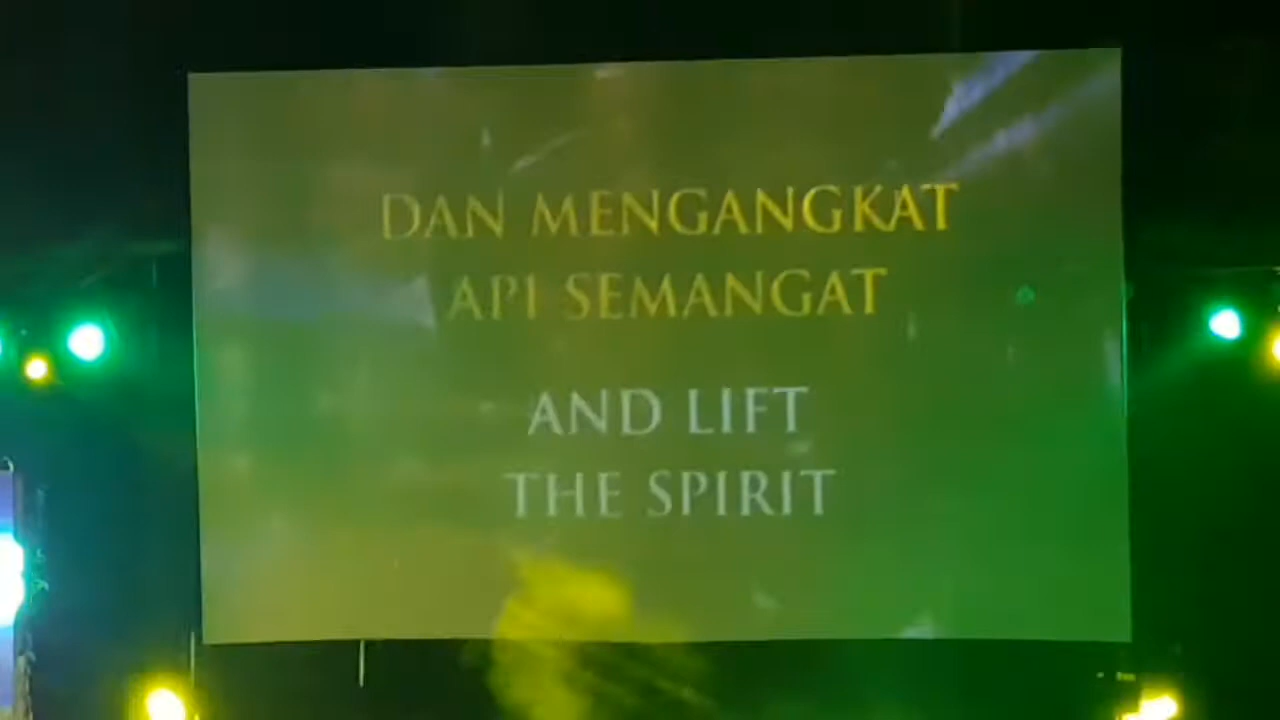 DAN MENGANGKAT
API SEMANGAT
AND LIFT
THE SPIRIT